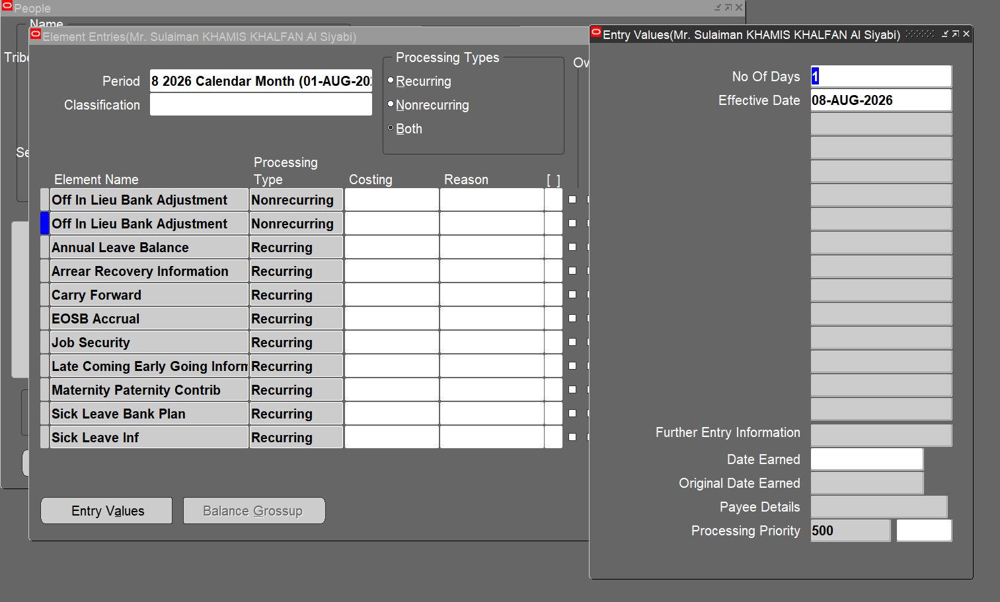 People
Name
Tribe
Se
Element Entries(Mr. Sulaiman KHAMIS KHALFAN Al Siyabi)
Period 8 2026 Calendar Month (01-AUG-20
Classification
Processing Types
Recurring
Nonrecurring
Both
Ov
Processing
Element Name Type Costing Reason [ ]
Off In Lieu Bank Adjustment Nonrecurring
Off In Lieu Bank Adjustment Nonrecurring
Annual Leave Balance Recurring
Arrear Recovery Information Recurring
Carry Forward Recurring
EOSB Accrual Recurring
Job Security Recurring
Late Coming Early Going Inform Recurring
Maternity Paternity Contrib Recurring
Sick Leave Bank Plan Recurring
Sick Leave Inf Recurring
Entry Values
Balance Grossup
Entry Values(Mr. Sulaiman KHAMIS KHALFAN Al Siyabi)
No Of Days 1
Effective Date 08-AUG-2026
Further Entry Information
Date Earned
Original Date Earned
Payee Details
Processing Priority 500